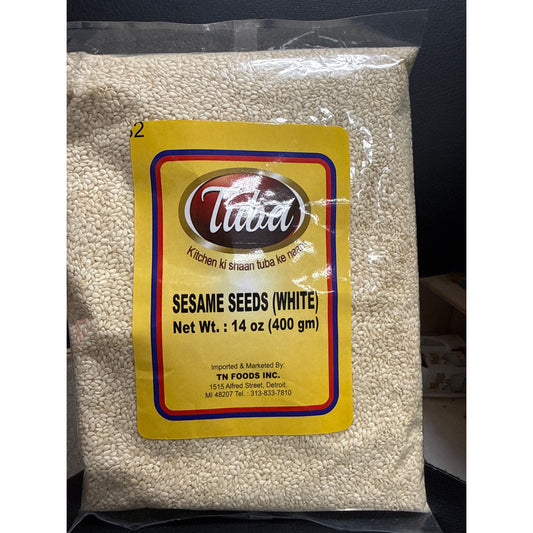 52
Tuba
Kitchen ki shaan tuba ke naam
SESAME SEEDS (WHITE)
Net Wt. : 14 oz (400 gm)
Imported & Marketed By:
TN FOODS INC.
1515 Alfred Street, Detroit,
MI 48207 Tel. : 313-833-7810